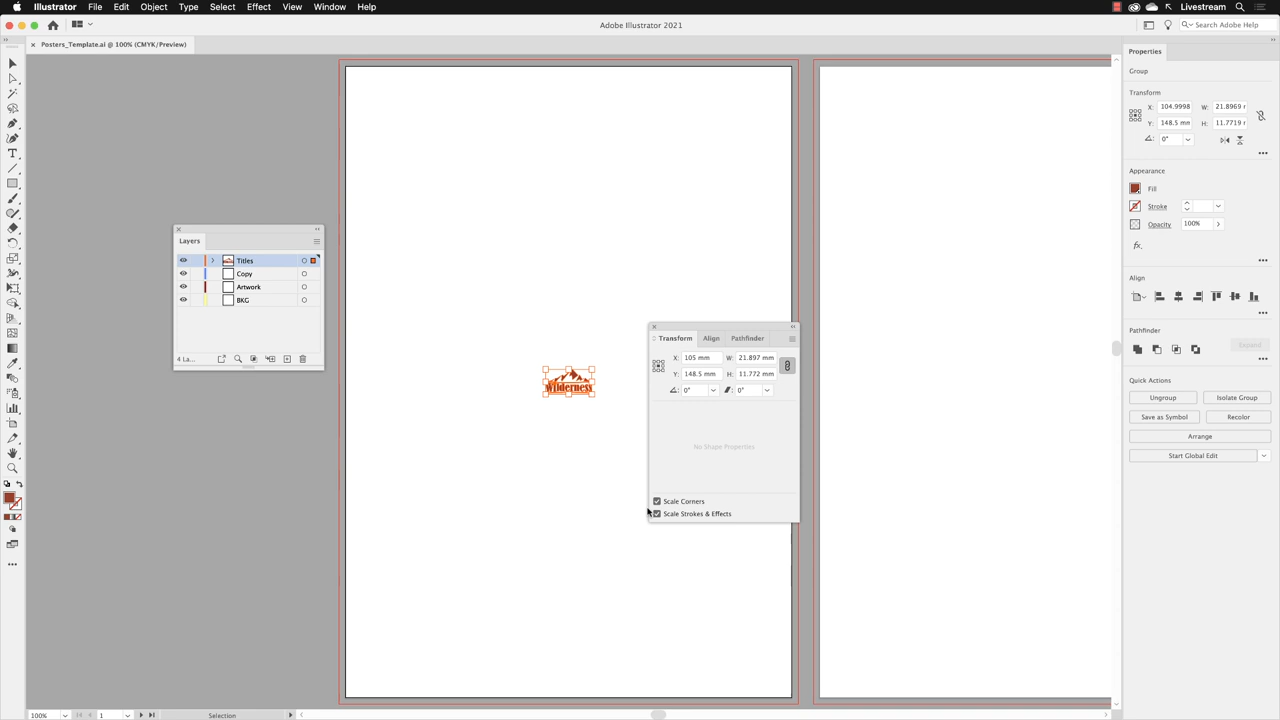 Illustrator File Edit Object Type Select Effect View Window Help Livestream
Adobe Illustrator 2021 Search Adobe Help
× Posters_Template.ai @ 100% (CMYK/Preview)
Properties
Group
Transform
X: 104.9998 W: 21.8969 r
Y: 148.5 mm H: 11.7719 r
0°
Appearance
Fill
Stroke
Opacity 100%
fx.
Align
Pathfinder
Expand
Quick Actions
Ungroup Isolate Group
Save as Symbol Recolor
Arrange
Start Global Edit
Layers
Titles
Copy
Artwork
BKG
4 La...
Wilderness
Transform Align Pathfinder
X: 105 mm W: 21.897 mm
Y: 148.5 mm H: 11.772 mm
0° 0°
No Shape Properties
Scale Corners
Scale Strokes & Effects
100% 1 Selection